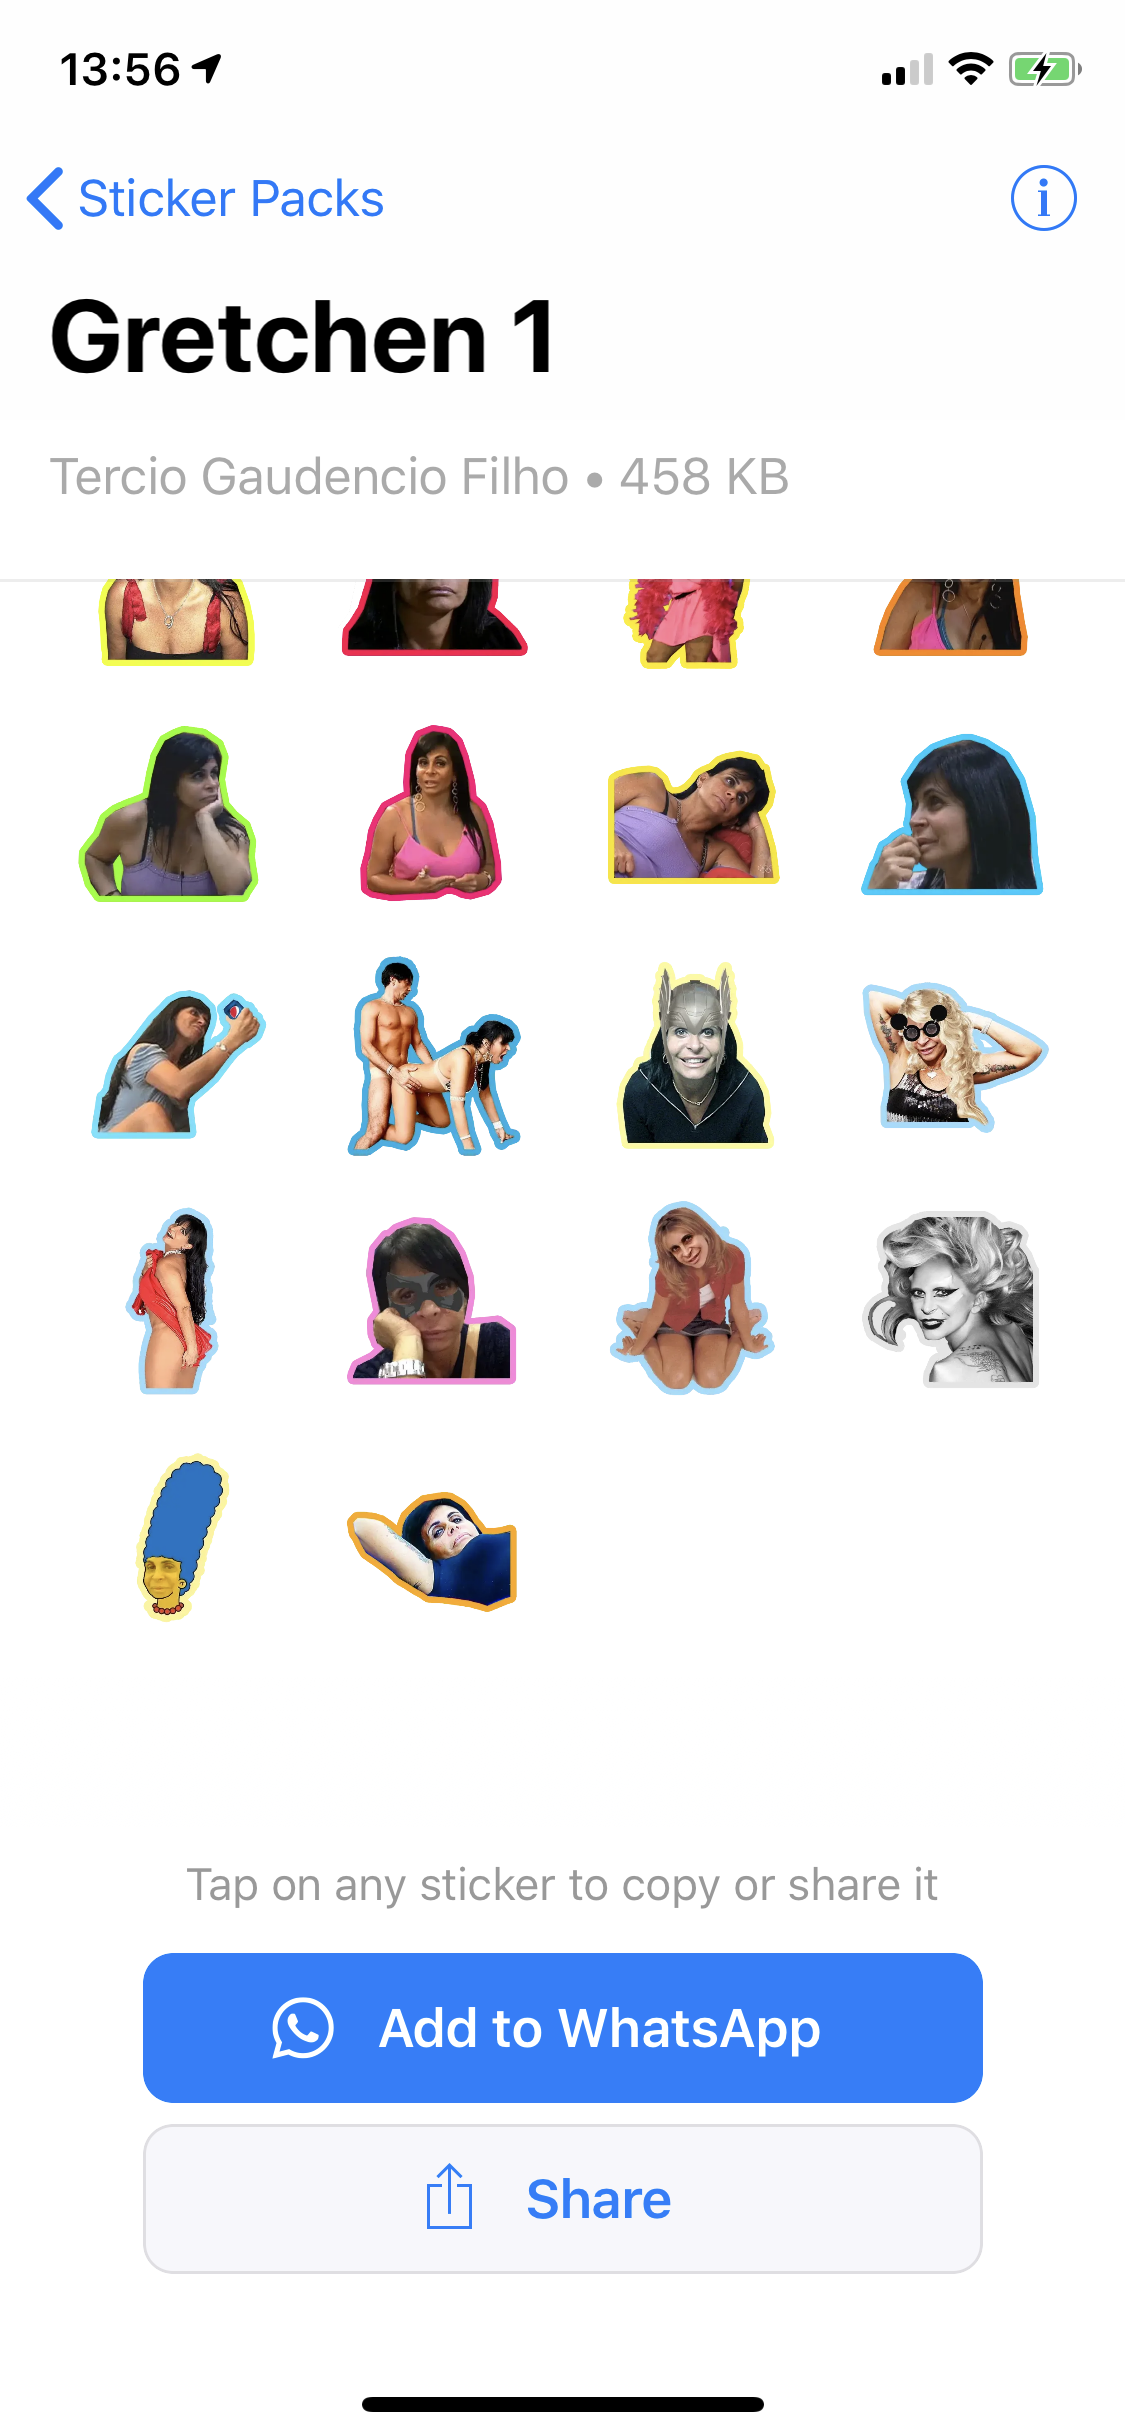 13:56
Sticker Packs
Gretchen 1
Tercio Gaudencio Filho • 458 KB
Tap on any sticker to copy or share it
Add to WhatsApp
Share